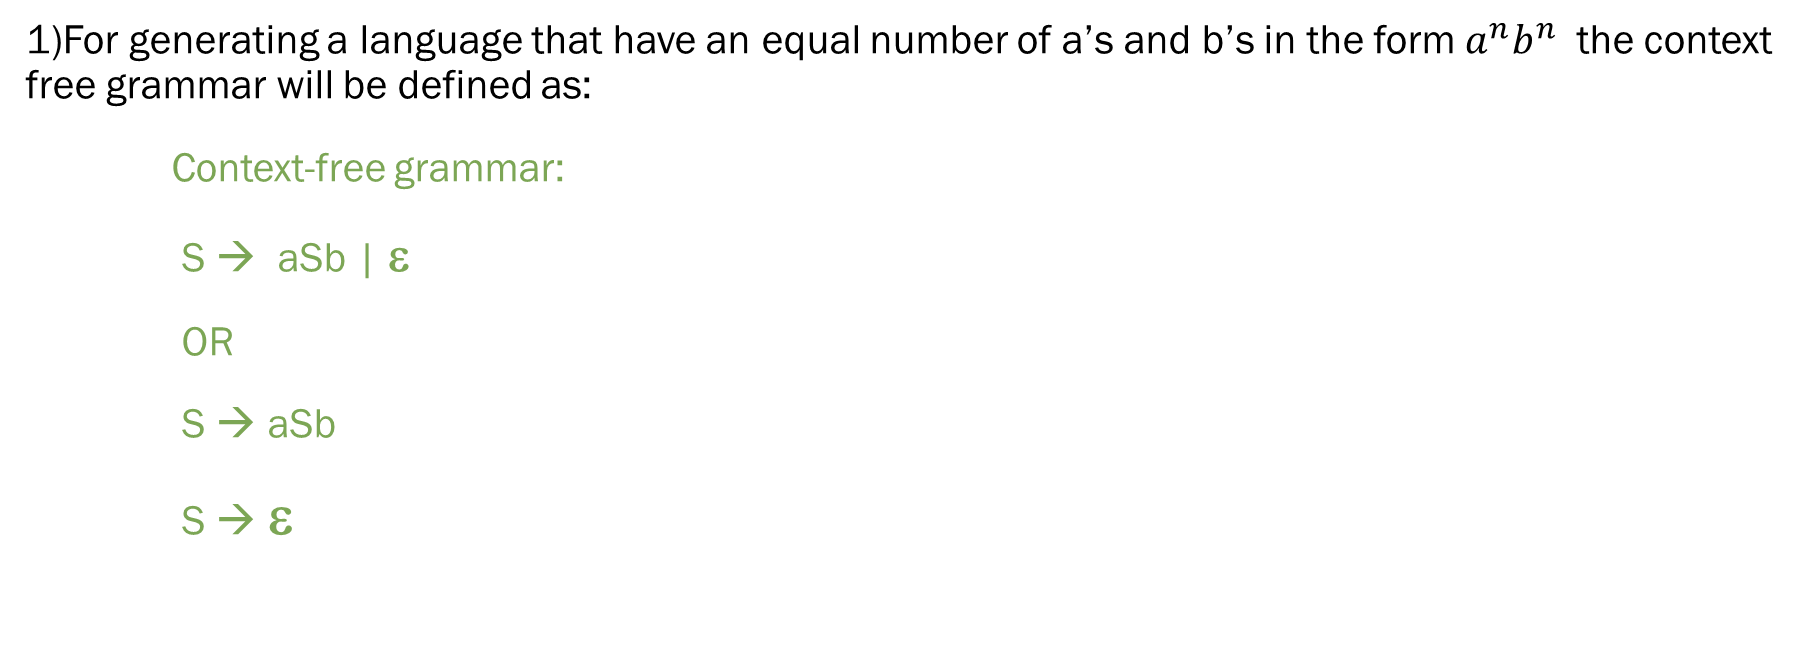 1)For generating a language that have an equal number of a’s and b’s in the form aⁿbⁿ the context
free grammar will be defined as:
Context-free grammar:
S → aSb | ε
OR
S → aSb
S → ε